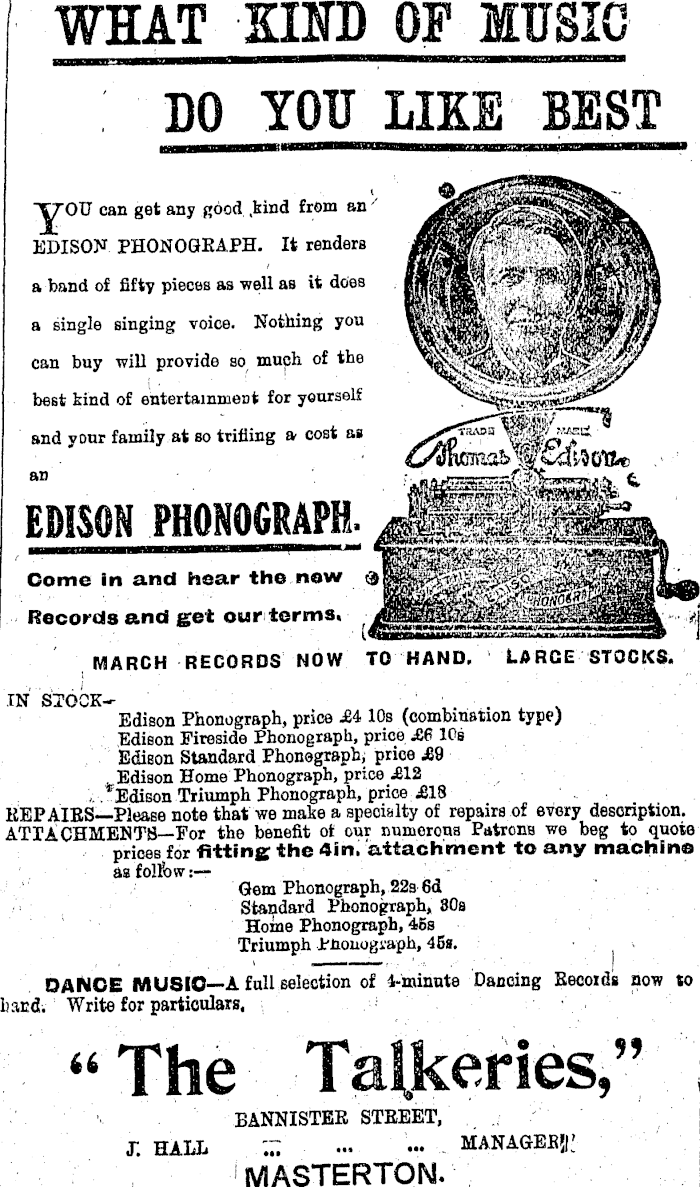 WHAT KIND OF MUSIC
DO YOU LIKE BEST
YOU can get any good kind from an
EDISON PHONOGRAPH. It renders
a band of fifty pieces as well as it does
a single singing voice. Nothing you
can buy will provide so much of the
best kind of entertainment for yourself
and your family at so trifling a cost as
an
EDISON PHONOGRAPH.
Come in and hear the new
Records and get our terms.
TRADE MARK
Thomas A Edison
EDISON
PHONOGRAPH
MARCH RECORDS NOW TO HAND. LARGE STOCKS.
IN STOCK—
Edison Phonograph, price £4 10s (combination type)
Edison Fireside Phonograph, price £6 10s
Edison Standard Phonograph, price £9
Edison Home Phonograph, price £12
Edison Triumph Phonograph, price £18
REPAIRS—Please note that we make a specialty of repairs of every description.
ATTACHMENTS—For the benefit of our numerous Patrons we beg to quote
prices for fitting the 4in. attachment to any machine
as follow:—
Gem Phonograph, 22s 6d
Standard Phonograph, 30s
Home Phonograph, 45s
Triumph Phonograph, 45s.
DANCE MUSIC—A full selection of 4-minute Dancing Records now to
hand. Write for particulars.
"The Talkeries,"
BANNISTER STREET,
J. HALL ... ... ... MANAGER
MASTERTON.